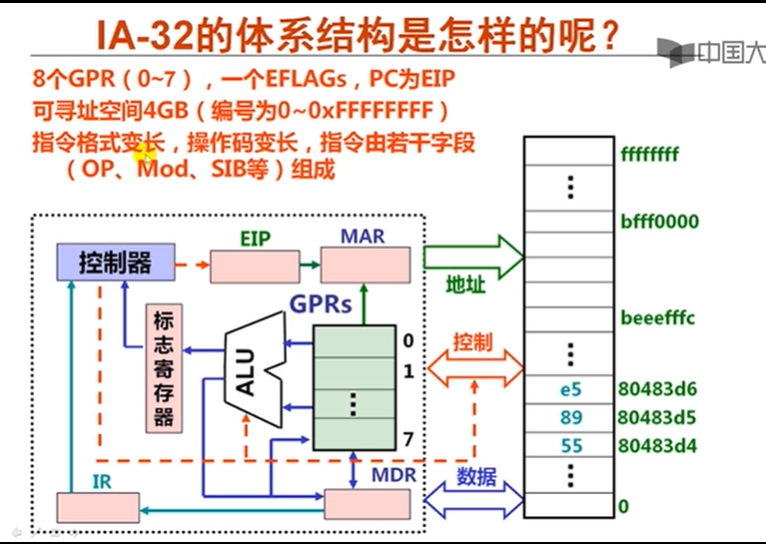 IA-32的体系结构是怎样的呢？
中国大
8个GPR（0~7），一个EFLAGs，PC为EIP
可寻址空间4GB（编号为0~0xFFFFFFFF）
指令格式变长，操作码变长，指令由若干字段
（OP、Mod、SIB等）组成
ffffffff
bfff0000
beeefffc
e5 80483d6
89 80483d5
55 80483d4
0
地址
控制
数据
控制器
EIP
MAR
GPRs
标志寄存器
ALU
0
1
7
IR
MDR